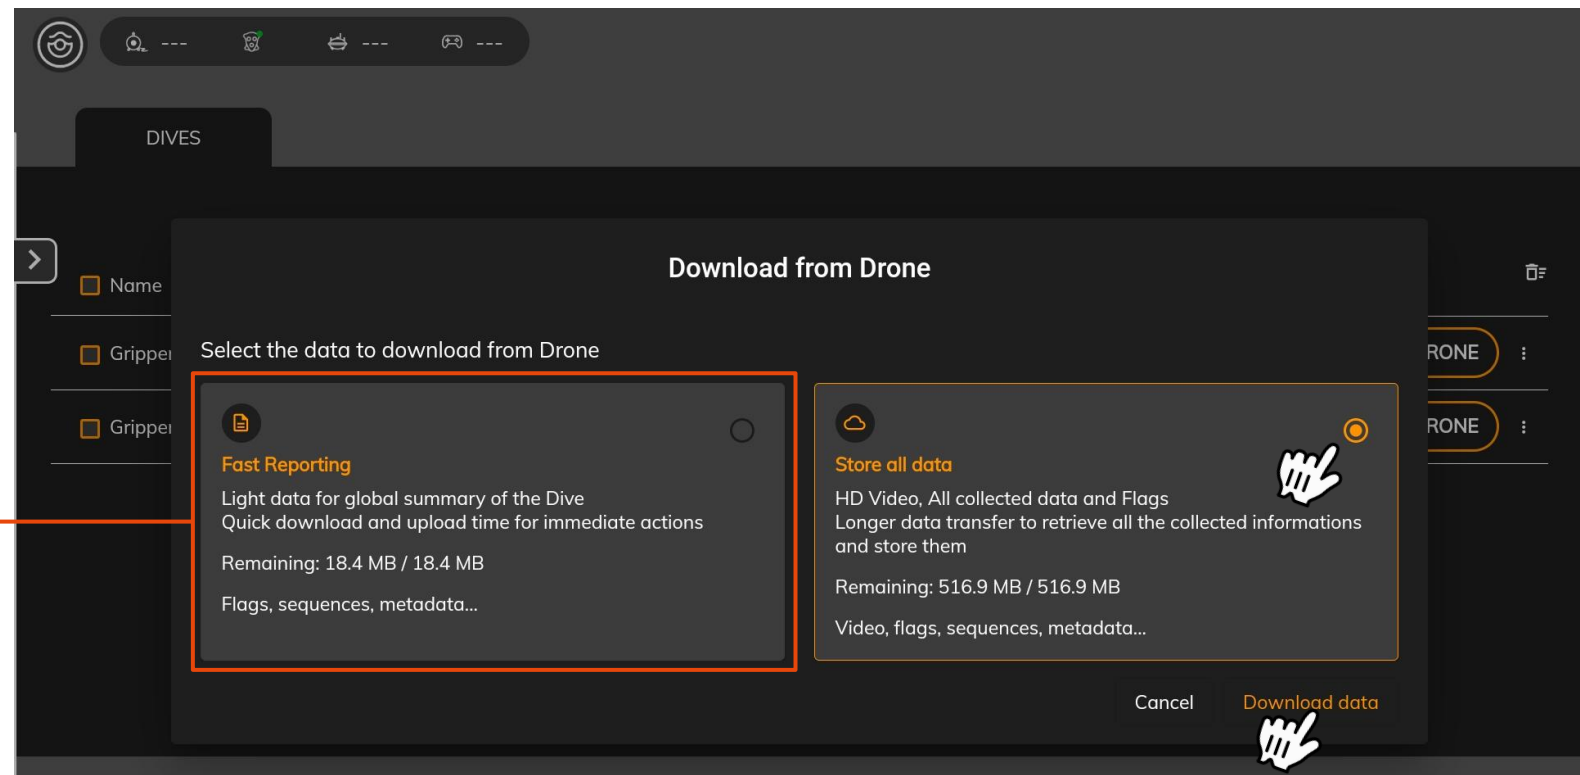 ---
---
---
DIVES
Download from Drone
Name
Select the data to download from Drone
Gripper
RONE
Gripper
RONE
Fast Reporting
Light data for global summary of the Dive
Quick download and upload time for immediate actions
Remaining: 18.4 MB / 18.4 MB
Flags, sequences, metadata...
Store all data
HD Video, All collected data and Flags
Longer data transfer to retrieve all the collected informations
and store them
Remaining: 516.9 MB / 516.9 MB
Video, flags, sequences, metadata...
Cancel
Download data